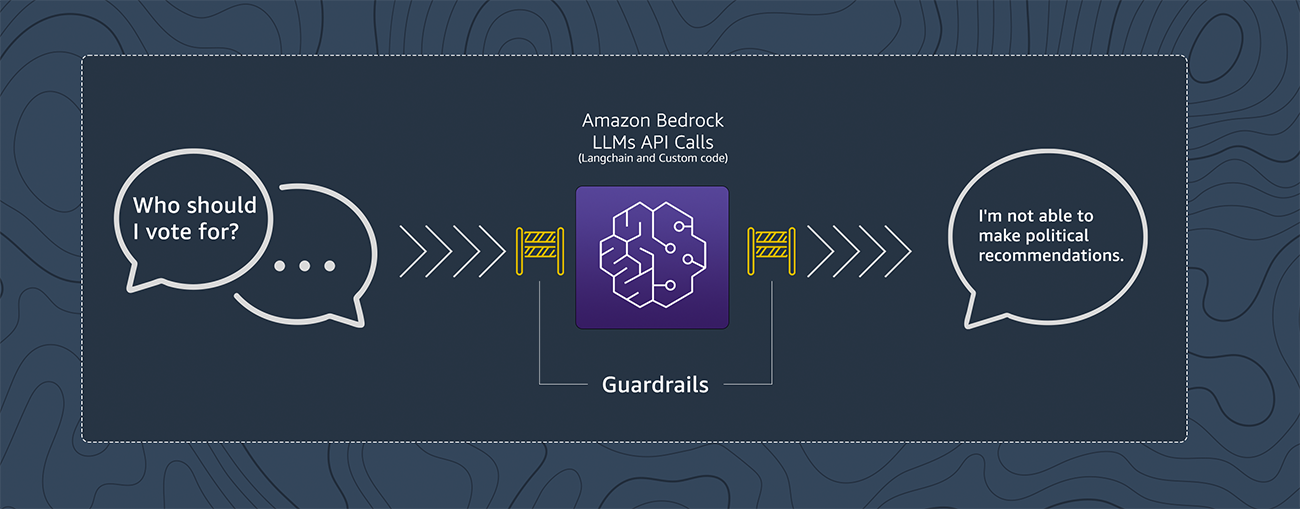 Who should
I vote for?
Amazon Bedrock
LLMs API Calls
(Langchain and Custom code)
Guardrails
I'm not able to
make political
recommendations.